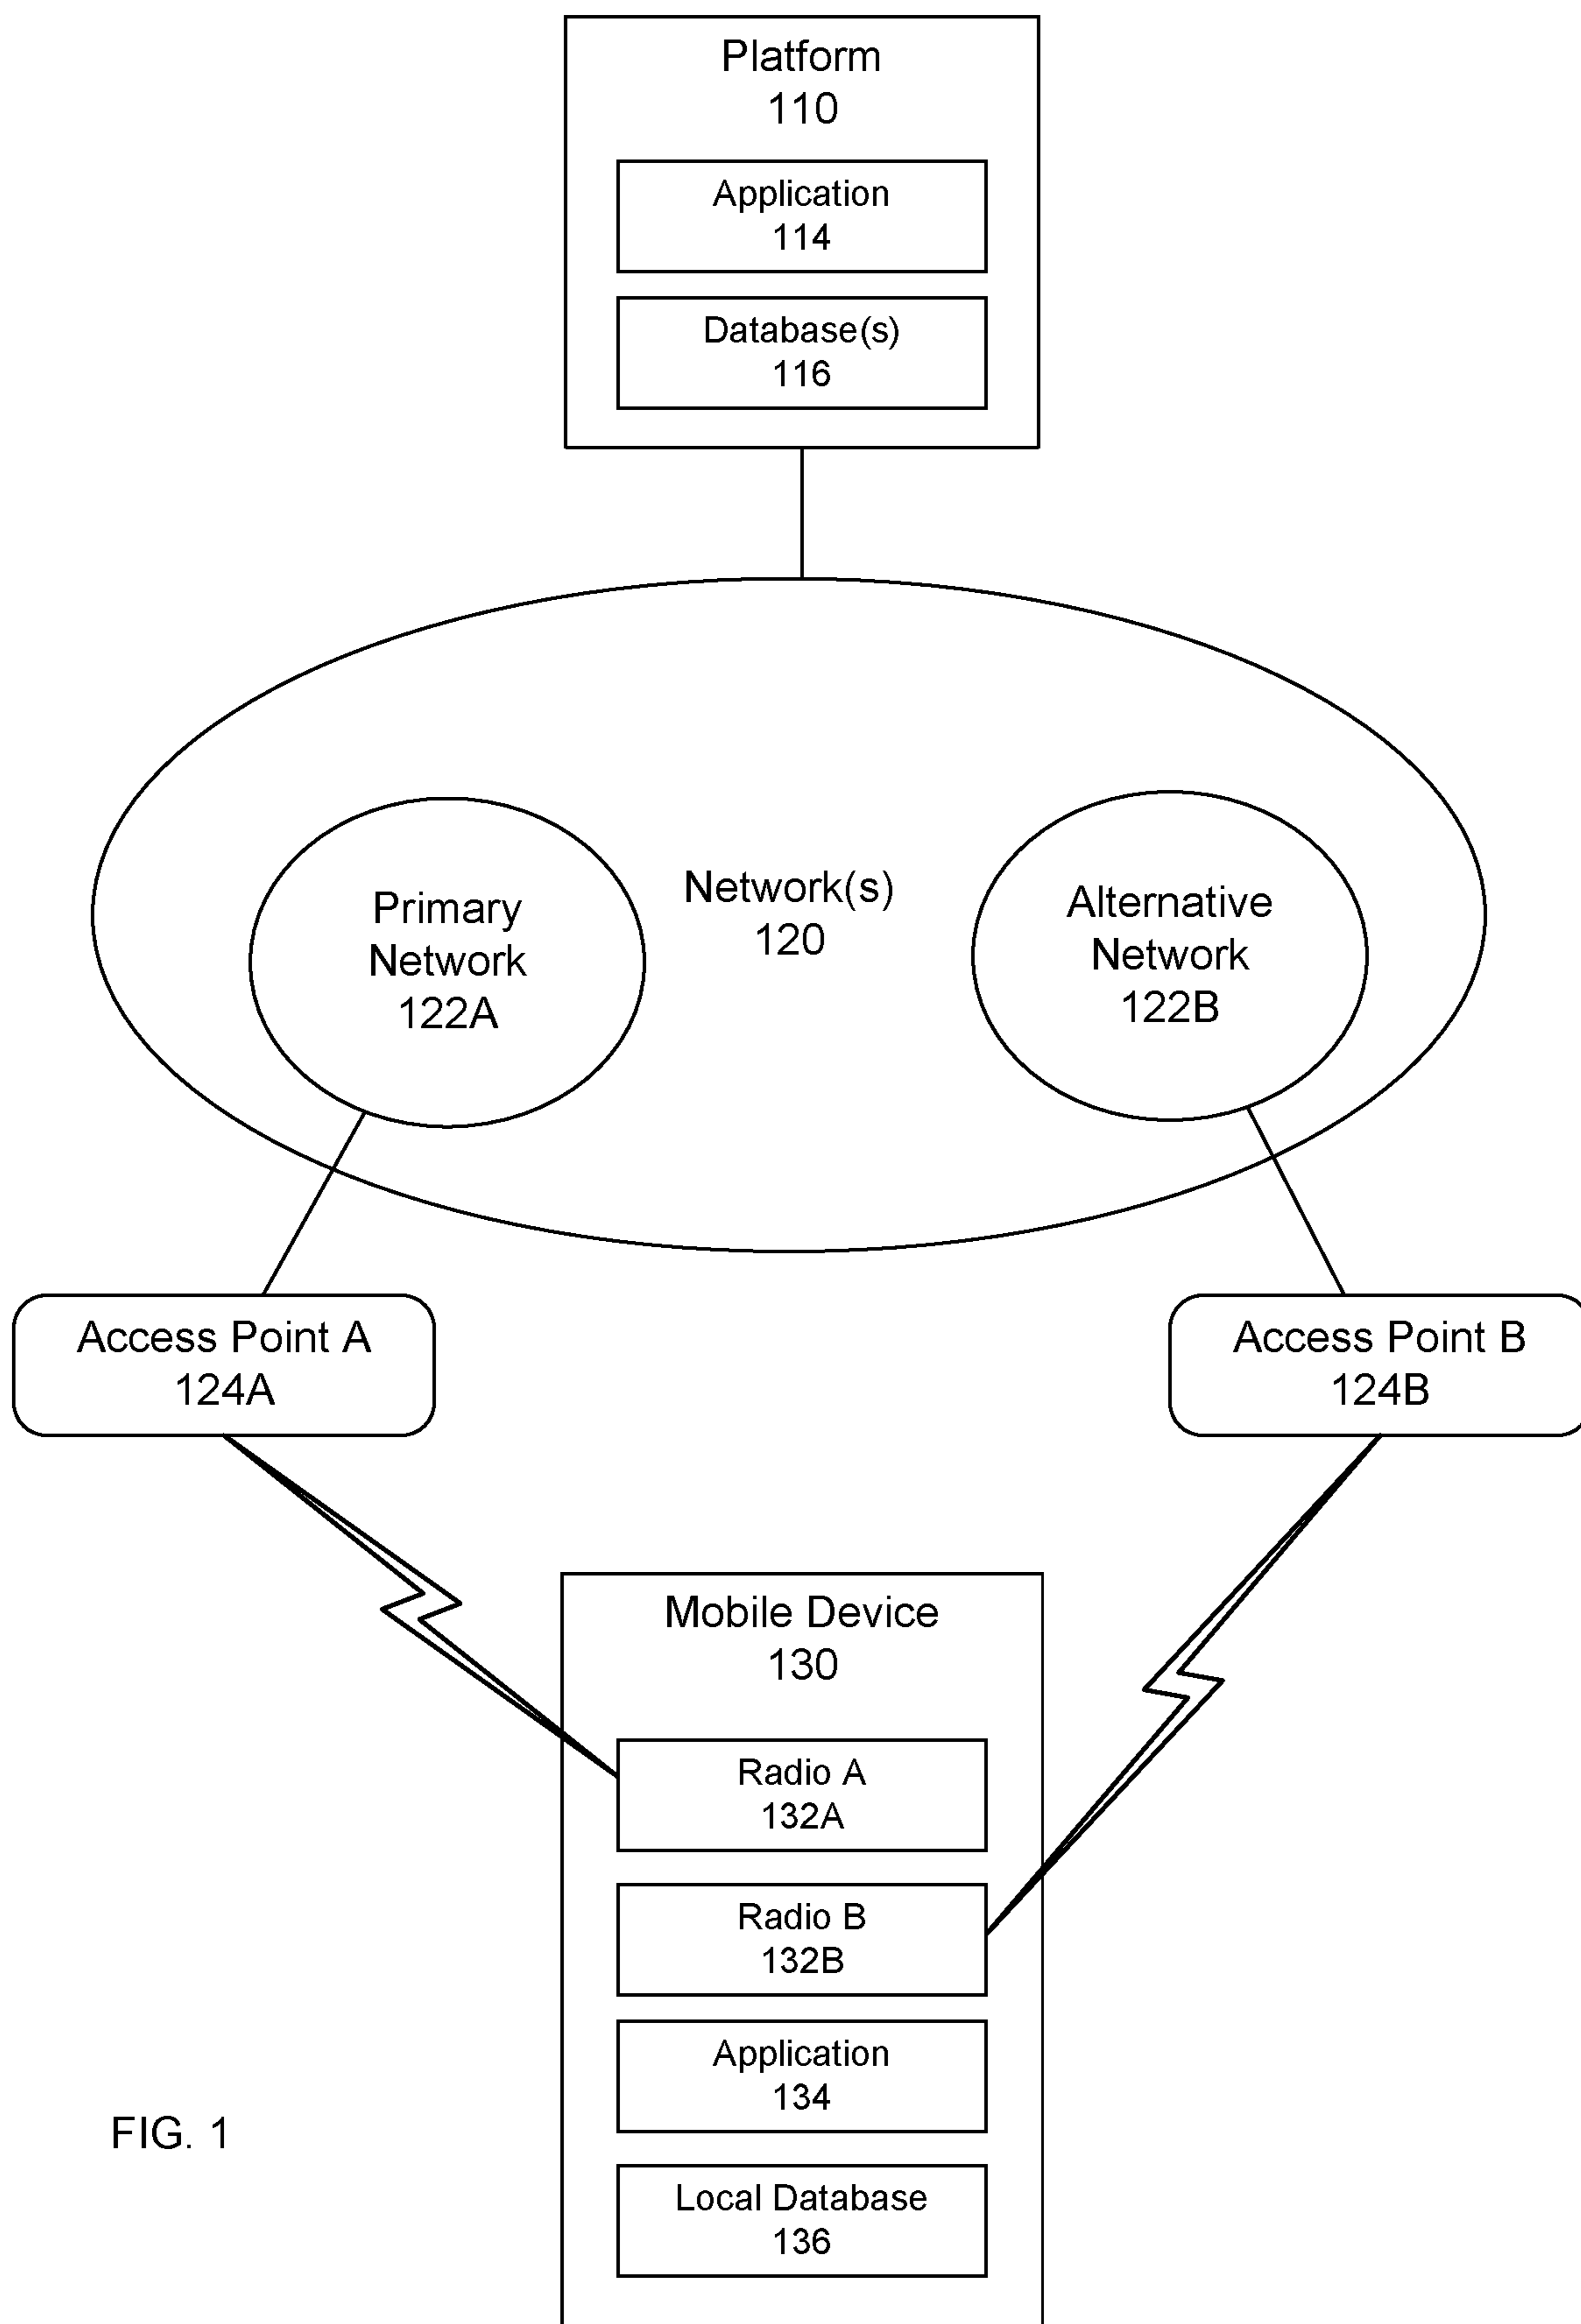 Platform
110
Application
114
Database(s)
116
Network(s)
120
Primary
Network
122A
Alternative
Network
122B
Access Point A
124A
Access Point B
124B
Mobile Device
130
Radio A
132A
Radio B
132B
Application
134
Local Database
136
FIG. 1